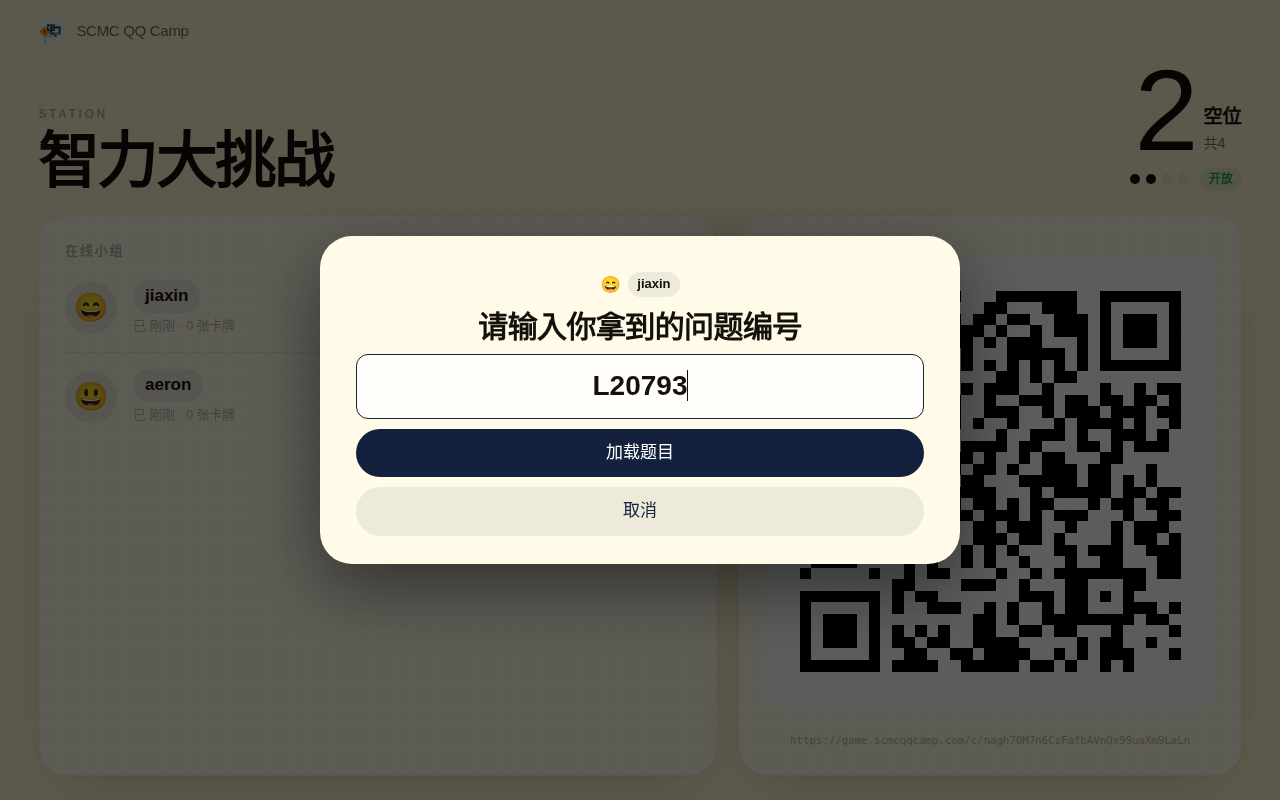 SCMC QQ Camp
STATION
智力大挑战
2
空位
共4
开放
在线小组
jiaxin
已 刚刚 · 0 张卡牌
aeron
已 刚刚 · 0 张卡牌
jiaxin
请输入你拿到的问题编号
L20793
加载题目
取消
https://game.scmcqqcamp.com/c/nagh70M7n6CzFafbAVnQx99uaXm9LaLn